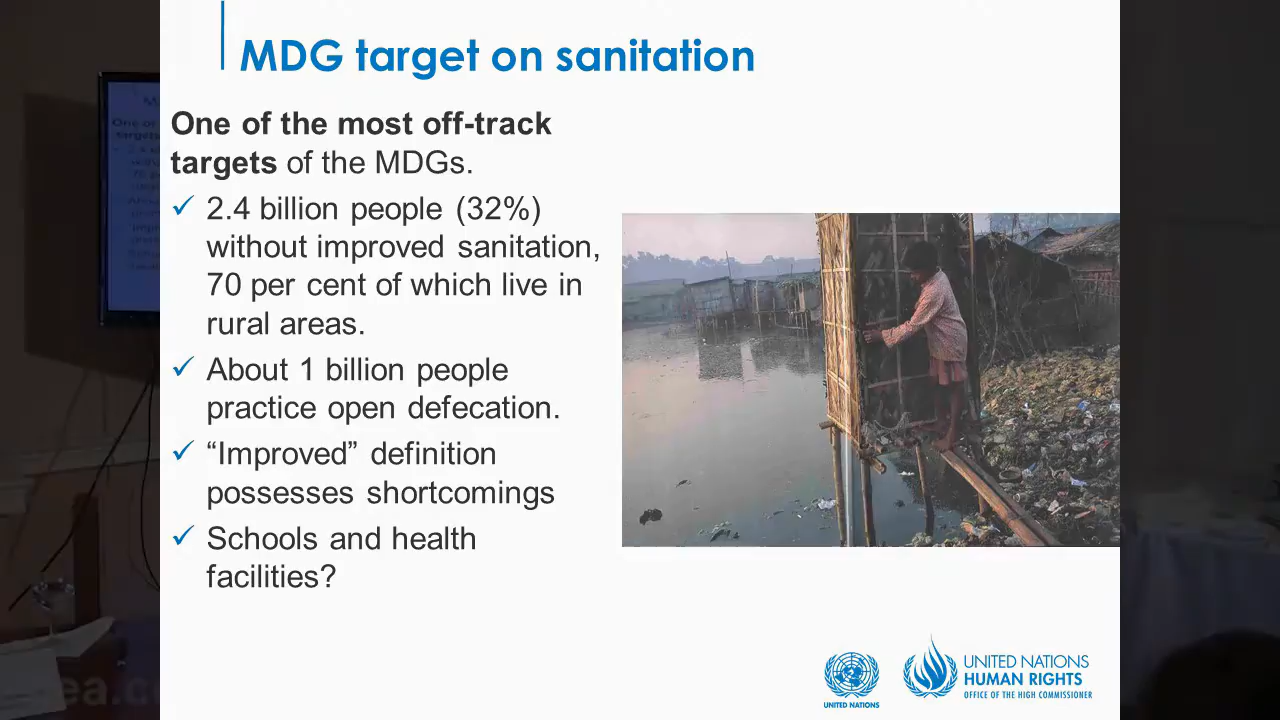 MDG target on sanitation
One of the most off-track
targets of the MDGs.
2.4 billion people (32%)
without improved sanitation,
70 per cent of which live in
rural areas.
About 1 billion people
practice open defecation.
“Improved” definition
possesses shortcomings
Schools and health
facilities?
UNITED NATIONS
UNITED NATIONS
HUMAN RIGHTS
OFFICE OF THE HIGH COMMISSIONER